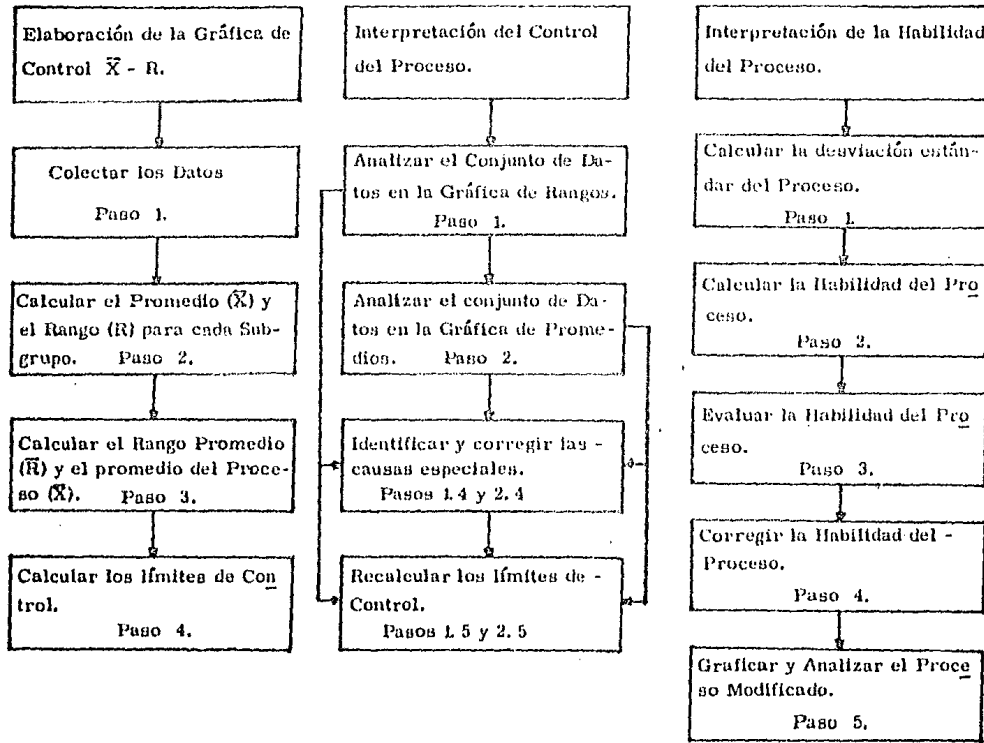 Elaboración de la Gráfica de
Control X̄ - R.
Colectar los Datos
Paso 1.
Calcular el Promedio (X̄) y
el Rango (R) para cada Sub-
grupo. Paso 2.
Calcular el Rango Promedio
(R̄) y el promedio del Proce-
so (X̿). Paso 3.
Calcular los límites de Con
trol.
Paso 4.
Interpretación del Control
del Proceso.
Analizar el Conjunto de Da-
tos en la Gráfica de Rangos.
Paso 1.
Analizar el conjunto de Da-
tos en la Gráfica de Prome-
dios. Paso 2.
Identificar y corregir las -
causas especiales.
Pasos 1.4 y 2.4
Recalcular los límites de -
Control.
Pasos 1.5 y 2.5
Interpretación de la Habilidad
del Proceso.
Calcular la desviación están-
dar del Proceso.
Paso 1.
Calcular la Habilidad del Pro
ceso.
Paso 2.
Evaluar la Habilidad del Pro
ceso.
Paso 3.
Corregir la Habilidad del -
Proceso.
Paso 4.
Graficar y Analizar el Proce
so Modificado.
Paso 5.